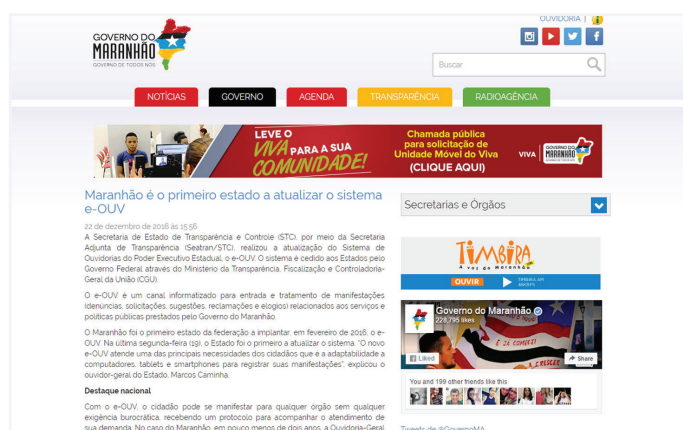 OUVIDORIA |
GOVERNO DO
MARANHÃO
GOVERNO DE TODOS NÓS
Buscar
NOTÍCIAS
GOVERNO
AGENDA
TRANSPARÊNCIA
RADIOAGÊNCIA
LEVE O
VIVA PARA A SUA
COMUNIDADE!
Chamada pública
para solicitação de
Unidade Móvel do Viva
(CLIQUE AQUI)
VIVA
GOVERNO DO
MARANHÃO
Maranhão é o primeiro estado a atualizar o sistema
e-OUV
22 de dezembro de 2016 às 15:56
A Secretaria de Estado de Transparência e Controle (STC), por meio da Secretaria
Adjunta de Transparência (Seatran/STC), realizou a atualização do Sistema de
Ouvidorias do Poder Executivo Estadual, o e-OUV. O sistema é cedido aos Estados pelo
Governo Federal através do Ministério da Transparência, Fiscalização e Controladoria-
Geral da União (CGU).
O e-OUV é um canal informatizado para entrada e tratamento de manifestações
(denúncias, solicitações, sugestões, reclamações e elogios) relacionados aos serviços e
políticas públicas prestados pelo Governo do Maranhão.
O Maranhão foi o primeiro estado da federação a implantar, em fevereiro de 2016, o e-
OUV. Na última segunda-feira (19), o Estado foi o primeiro a atualizar o sistema. "O novo
e-OUV atende uma das principais necessidades dos cidadãos que é a adaptabilidade a
computadores, tablets e smartphones para registrar suas manifestações", explicou o
ouvidor-geral do Estado, Marcos Caminha.
Destaque nacional
Com o e-OUV, o cidadão pode se manifestar para qualquer órgão sem qualquer
exigência burocrática, recebendo um protocolo para acompanhar o atendimento de
sua demanda. No caso do Maranhão, em pouco menos de dois anos, a Ouvidoria-Geral
Secretarias e Órgãos
TIMBIRA
A voz do Maranhão
OUVIR
Governo do Maranhão
228,795 likes
Liked
Share
You and 199 other friends like this
Tweets de @GovernoMA